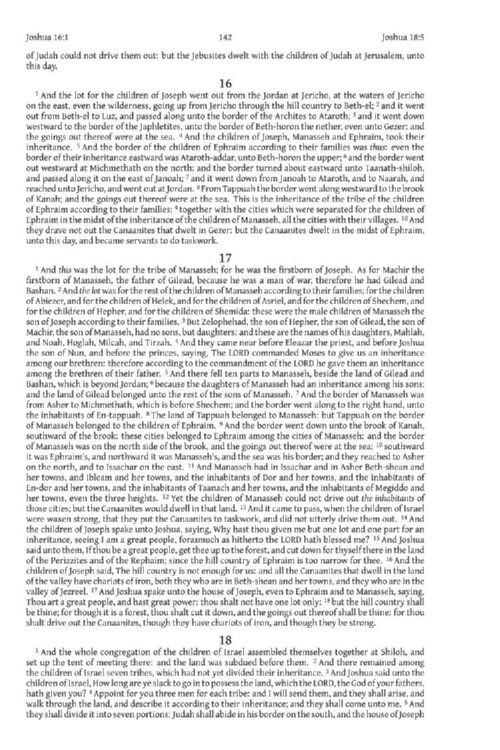 Joshua 16:1 142 Joshua 18:5
of Judah could not drive them out: but the Jebusites dwelt with the children of Judah at Jerusalem, unto
this day.
16
1 And the lot for the children of Joseph went out from the Jordan at Jericho, at the waters of Jericho
on the east, even the wilderness, going up from Jericho through the hill country to Beth-el; 2 and it went
out from Beth-el to Luz, and passed along unto the border of the Archites to Ataroth; 3 and it went down
westward to the border of the Japhletites, unto the border of Beth-horon the nether, even unto Gezer: and
the goings out thereof were at the sea. 4 And the children of Joseph, Manasseh and Ephraim, took their
inheritance. 5 And the border of the children of Ephraim according to their families was thus: even the
border of their inheritance eastward was Ataroth-addar, unto Beth-horon the upper; 6 and the border went
out westward at Michmethath on the north; and the border turned about eastward unto Taanath-shiloh,
and passed along it on the east of Janoah; 7 and it went down from Janoah to Ataroth, and to Naarah, and
reached unto Jericho, and went out at Jordan. 8 From Tappuah the border went along westward to the brook
of Kanah; and the goings out thereof were at the sea. This is the inheritance of the tribe of the children
of Ephraim according to their families; 9 together with the cities which were separated for the children of
Ephraim in the midst of the inheritance of the children of Manasseh, all the cities with their villages. 10 And
they drave not out the Canaanites that dwelt in Gezer: but the Canaanites dwelt in the midst of Ephraim,
unto this day, and became servants to do taskwork.
17
1 And this was the lot for the tribe of Manasseh; for he was the firstborn of Joseph. As for Machir the
firstborn of Manasseh, the father of Gilead, because he was a man of war, therefore he had Gilead and
Bashan. 2 And the lot was for the rest of the children of Manasseh according to their families; for the children
of Abiezer, and for the children of Helek, and for the children of Asriel, and for the children of Shechem, and
for the children of Hepher, and for the children of Shemida: these were the male children of Manasseh the
son of Joseph according to their families. 3 But Zelophehad, the son of Hepher, the son of Gilead, the son of
Machir, the son of Manasseh, had no sons, but daughters: and these are the names of his daughters, Mahlah,
and Noah, Hoglah, Milcah, and Tirzah. 4 And they came near before Eleazar the priest, and before Joshua
the son of Nun, and before the princes, saying, The LORD commanded Moses to give us an inheritance
among our brethren: therefore according to the commandment of the LORD he gave them an inheritance
among the brethren of their father. 5 And there fell ten parts to Manasseh, beside the land of Gilead and
Bashan, which is beyond Jordan; 6 because the daughters of Manasseh had an inheritance among his sons:
and the land of Gilead belonged unto the rest of the sons of Manasseh. 7 And the border of Manasseh was
from Asher to Michmethath, which is before Shechem; and the border went along to the right hand, unto
the inhabitants of En-tappuah. 8 The land of Tappuah belonged to Manasseh: but Tappuah on the border
of Manasseh belonged to the children of Ephraim. 9 And the border went down unto the brook of Kanah,
southward of the brook: these cities belonged to Ephraim among the cities of Manasseh: and the border
of Manasseh was on the north side of the brook, and the goings out thereof were at the sea: 10 southward
it was Ephraim's, and northward it was Manasseh's, and the sea was his border; and they reached to Asher
on the north, and to Issachar on the east. 11 And Manasseh had in Issachar and in Asher Beth-shean and
her towns, and Ibleam and her towns, and the inhabitants of Dor and her towns, and the inhabitants of
En-dor and her towns, and the inhabitants of Taanach and her towns, and the inhabitants of Megiddo and
her towns, even the three heights. 12 Yet the children of Manasseh could not drive out the inhabitants of
those cities; but the Canaanites would dwell in that land. 13 And it came to pass, when the children of Israel
were waxen strong, that they put the Canaanites to taskwork, and did not utterly drive them out. 14 And
the children of Joseph spake unto Joshua, saying, Why hast thou given me but one lot and one part for an
inheritance, seeing I am a great people, forasmuch as hitherto the LORD hath blessed me? 15 And Joshua
said unto them, If thou be a great people, get thee up to the forest, and cut down for thyself there in the land
of the Perizzites and of the Rephaim; since the hill country of Ephraim is too narrow for thee. 16 And the
children of Joseph said, The hill country is not enough for us: and all the Canaanites that dwell in the land
of the valley have chariots of iron, both they who are in Beth-shean and her towns, and they who are in the
valley of Jezreel. 17 And Joshua spake unto the house of Joseph, even to Ephraim and to Manasseh, saying,
Thou art a great people, and hast great power: thou shalt not have one lot only: 18 but the hill country shall
be thine; for though it is a forest, thou shalt cut it down, and the goings out thereof shall be thine: for thou
shalt drive out the Canaanites, though they have chariots of iron, and though they be strong.
18
1 And the whole congregation of the children of Israel assembled themselves together at Shiloh, and
set up the tent of meeting there: and the land was subdued before them. 2 And there remained among
the children of Israel seven tribes, which had not yet divided their inheritance. 3 And Joshua said unto the
children of Israel, How long are ye slack to go in to possess the land, which the LORD, the God of your fathers,
hath given you? 4 Appoint for you three men for each tribe: and I will send them, and they shall arise, and
walk through the land, and describe it according to their inheritance; and they shall come unto me. 5 And
they shall divide it into seven portions: Judah shall abide in his border on the south, and the house of Joseph